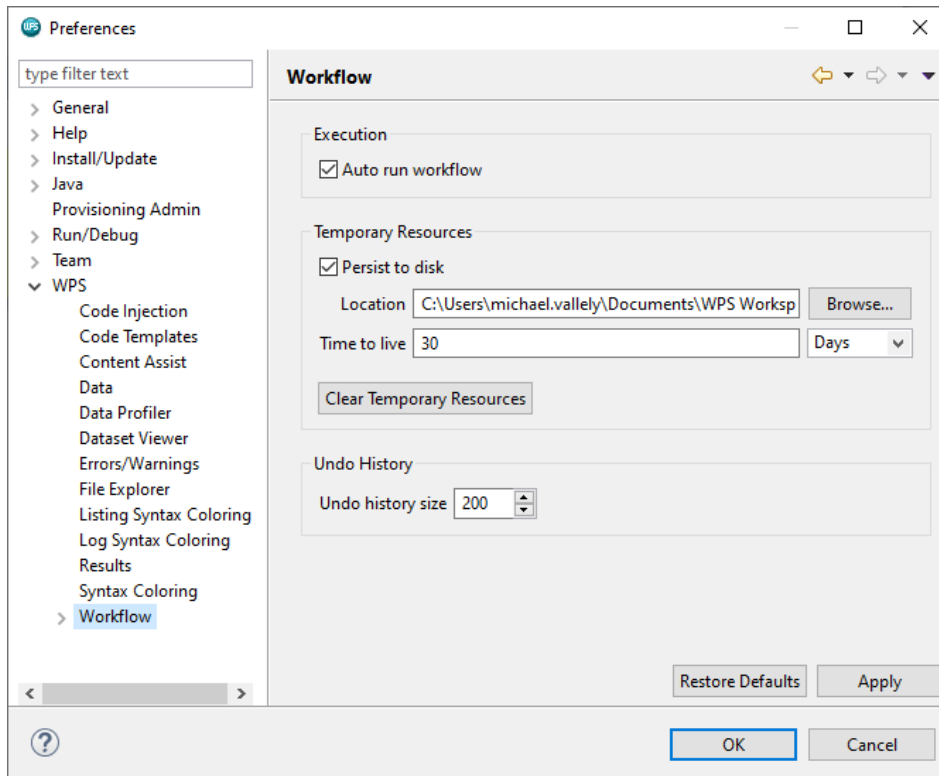 WPS Preferences
type filter text
General
Help
Install/Update
Java
Provisioning Admin
Run/Debug
Team
WPS
Code Injection
Code Templates
Content Assist
Data
Data Profiler
Dataset Viewer
Errors/Warnings
File Explorer
Listing Syntax Coloring
Log Syntax Coloring
Results
Syntax Coloring
Workflow
Workflow
Execution
Auto run workflow
Temporary Resources
Persist to disk
Location C:\Users\michael.vallely\Documents\WPS Worksp Browse...
Time to live 30 Days
Clear Temporary Resources
Undo History
Undo history size 200
Restore Defaults Apply
? OK Cancel